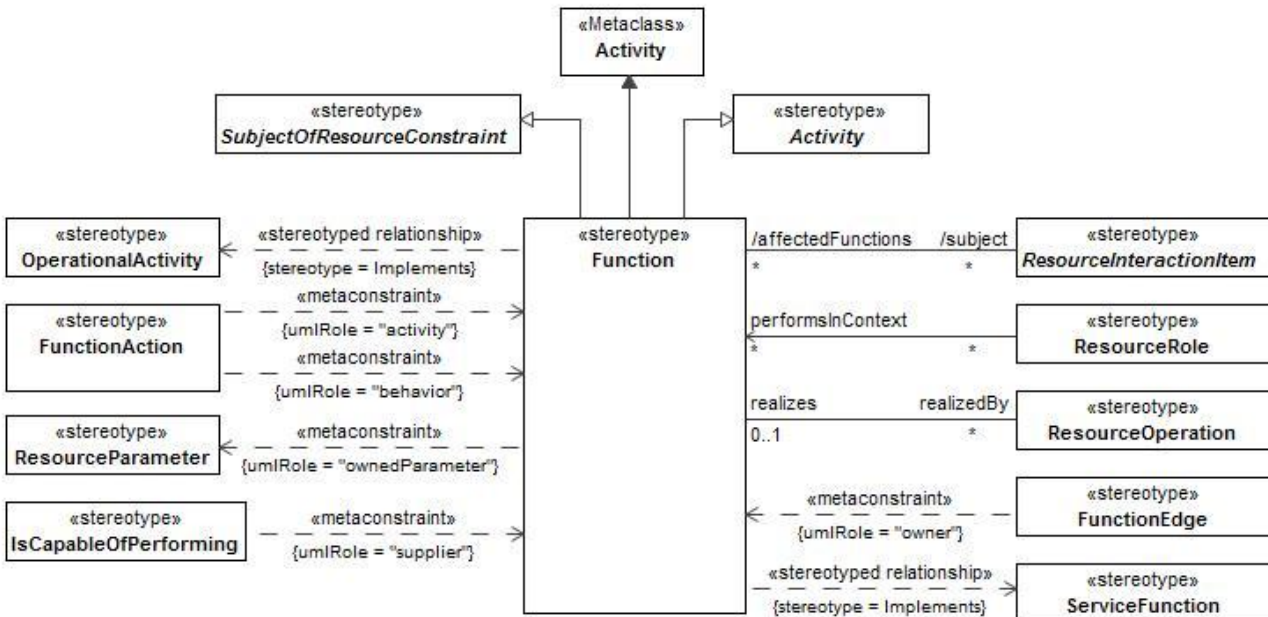 «Metaclass»
Activity
«stereotype»
SubjectOfResourceConstraint
«stereotype»
Activity
«stereotype»
OperationalActivity
«stereotyped relationship»
{stereotype = Implements}
«stereotype»
FunctionAction
«metaconstraint»
{umlRole = "activity"}
«metaconstraint»
{umlRole = "behavior"}
«stereotype»
ResourceParameter
«metaconstraint»
{umlRole = "ownedParameter"}
«stereotype»
IsCapableOfPerforming
«metaconstraint»
{umlRole = "supplier"}
«stereotype»
Function
/affectedFunctions /subject
* *
«stereotype»
ResourceInteractionItem
performsInContext
* *
«stereotype»
ResourceRole
realizes realizedBy
0..1 *
«stereotype»
ResourceOperation
«metaconstraint»
{umlRole = "owner"}
«stereotype»
FunctionEdge
«stereotyped relationship»
{stereotype = Implements}
«stereotype»
ServiceFunction